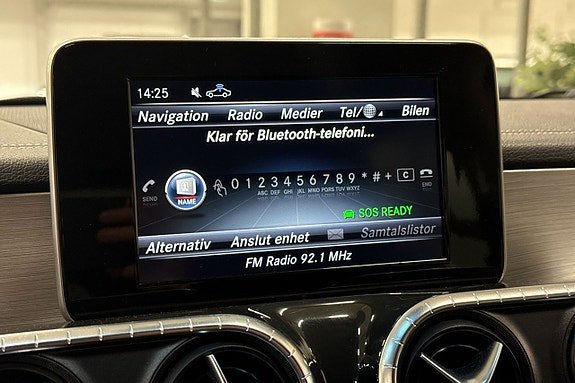 14:25
Navigation Radio Medier Tel/ Bilen
Klar för Bluetooth-telefoni...
NAME
SEND 0 1 2 3 4 5 6 7 8 9 * # + C END
ABC DEF GHI JKL MNO PQR TUV WXYZ
SOS READY
Alternativ Anslut enhet Samtalslistor
FM Radio 92.1 MHz